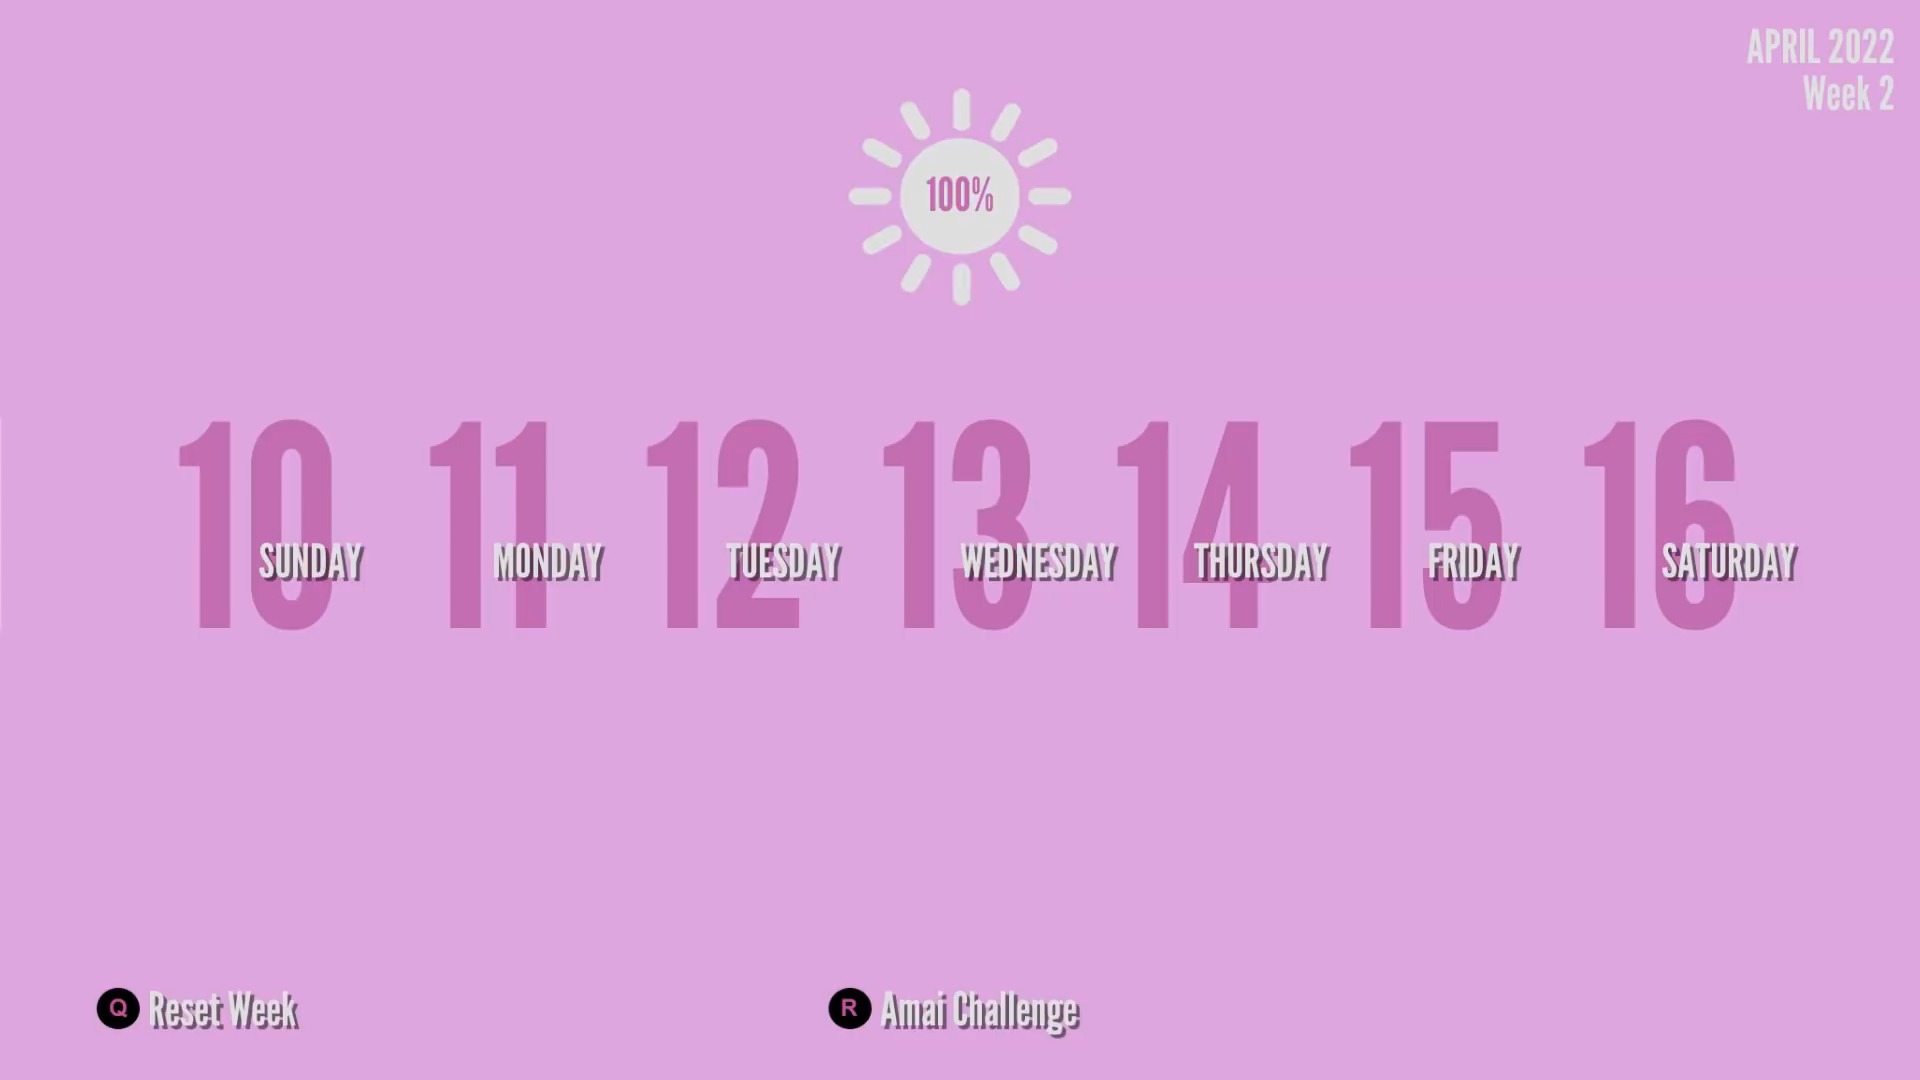 APRIL 2022
Week 2
100%
10 11 12 13 14 15 16
SUNDAY MONDAY TUESDAY WEDNESDAY THURSDAY FRIDAY SATURDAY
Q Reset Week R Amai Challenge